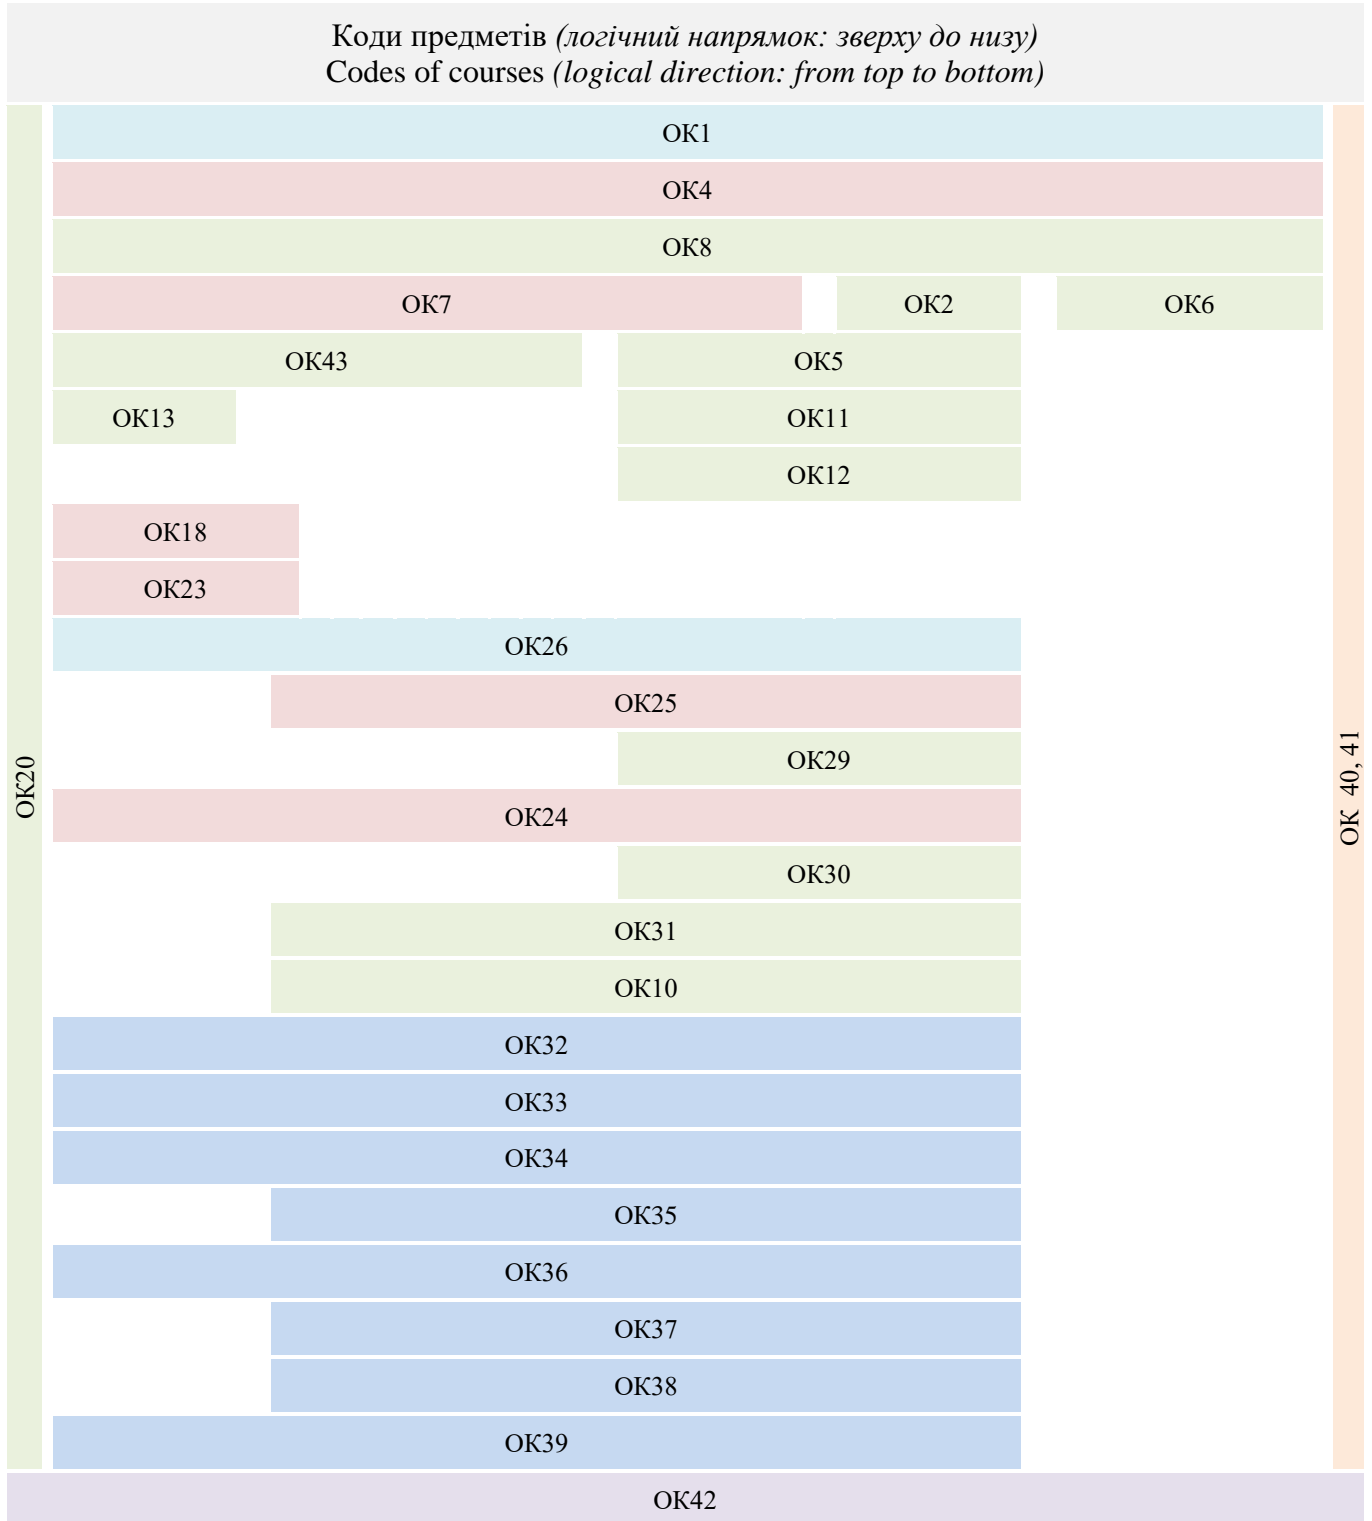 Коди предметів (логічний напрямок: зверху до низу)
Codes of courses (logical direction: from top to bottom)
ОК1
ОК4
ОК8
ОК7 ОК2 ОК6
ОК43 ОК5
ОК13 ОК11
ОК12
ОК18
ОК23
ОК26
ОК25
ОК29
ОК20
ОК 40, 41
ОК24
ОК30
ОК31
ОК10
ОК32
ОК33
ОК34
ОК35
ОК36
ОК37
ОК38
ОК39
ОК42